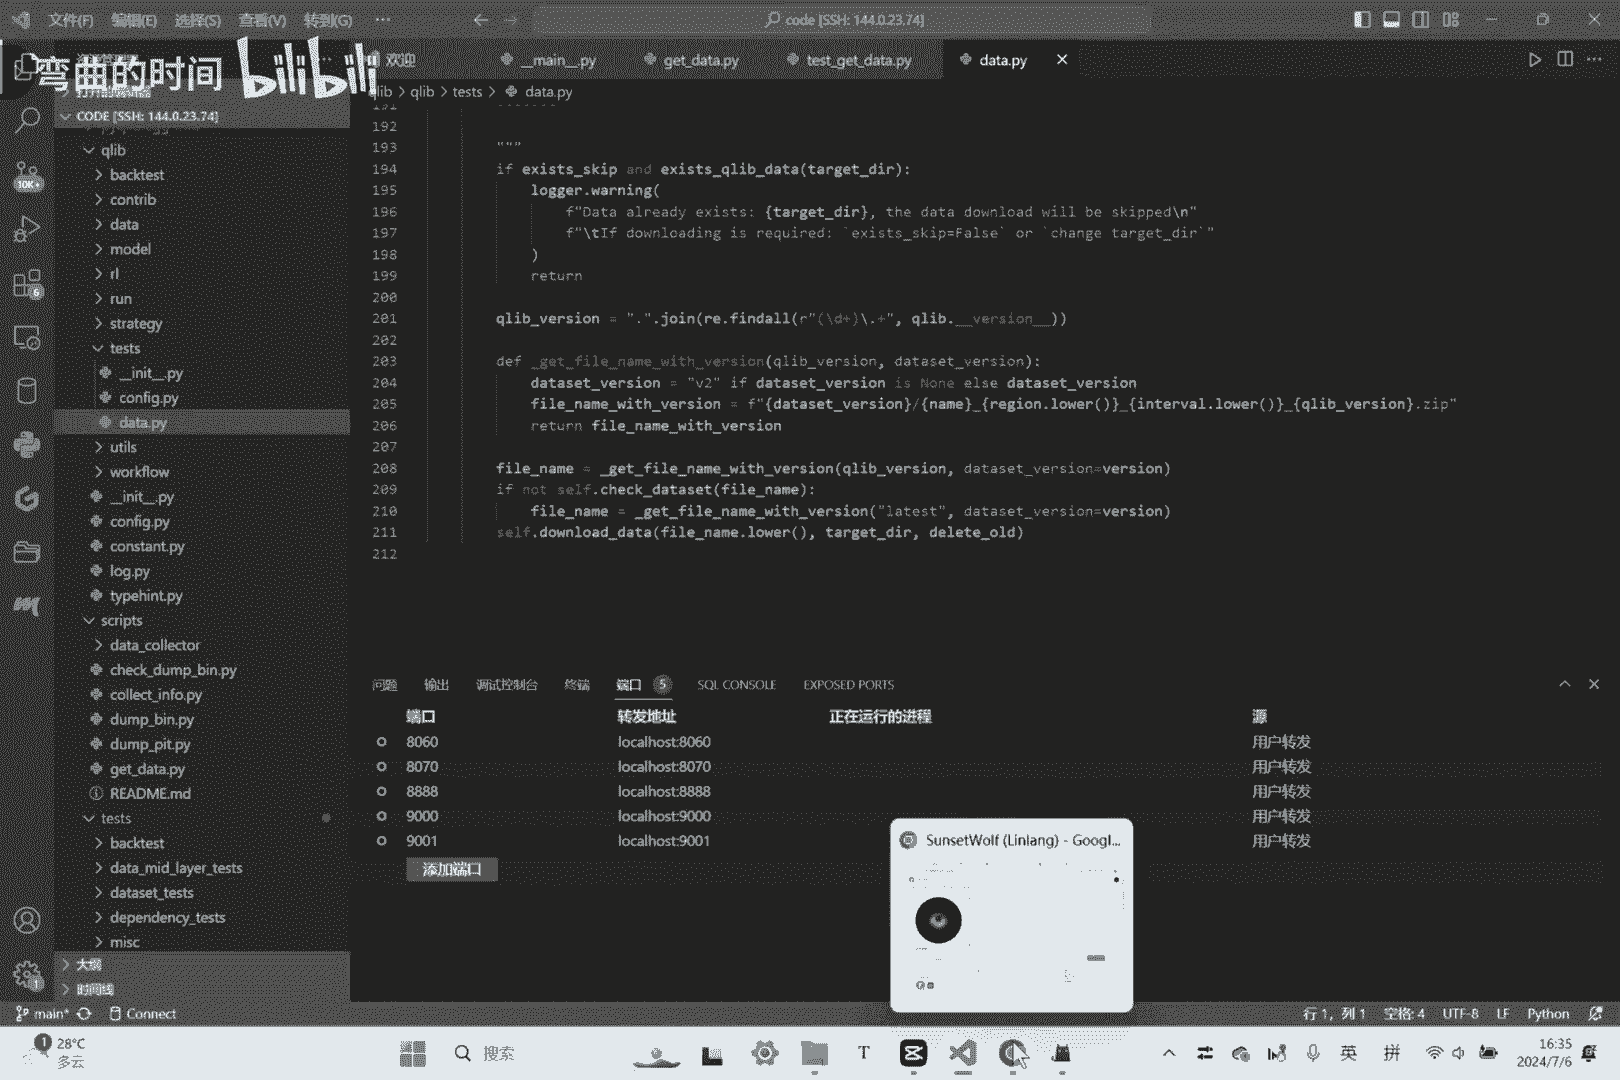 文件(F) 编辑(E) 选择(S) 查看(V) 转到(G) ··· code [SSH: 144.0.23.74]
弯曲的时间 bilibili
欢迎 __main__.py get_data.py test_get_data.py data.py
qlib > qlib > tests > data.py
CODE [SSH: 144.0.23.74]
qlib
backtest
contrib
data
model
rl
run
strategy
tests
__init__.py
config.py
data.py
utils
workflow
__init__.py
config.py
constant.py
log.py
typehint.py
scripts
data_collector
check_dump_bin.py
collect_info.py
dump_bin.py
dump_pit.py
get_data.py
README.md
tests
backtest
data_mid_layer_tests
dataset_tests
dependency_tests
misc
大纲
时间线
10K+
6
1
191
192
193 """
194 if exists_skip and exists_qlib_data(target_dir):
195 logger.warning(
196 f"Data already exists: {target_dir}, the data download will be skipped\n"
197 f"\tIf downloading is required: `exists_skip=False` or `change target_dir`"
198 )
199 return
200
201 qlib_version = ".".join(re.findall(r"(\d+)\.+", qlib.__version__))
202
203 def _get_file_name_with_version(qlib_version, dataset_version):
204 dataset_version = "v2" if dataset_version is None else dataset_version
205 file_name_with_version = f"{dataset_version}/{name}_{region.lower()}_{interval.lower()}_{qlib_version}.zip"
206 return file_name_with_version
207
208 file_name = _get_file_name_with_version(qlib_version, dataset_version=version)
209 if not self.check_dataset(file_name):
210 file_name = _get_file_name_with_version("latest", dataset_version=version)
211 self.download_data(file_name.lower(), target_dir, delete_old)
212
问题 输出 调试控制台 终端 端口 5 SQL CONSOLE EXPOSED PORTS
端口 转发地址 正在运行的进程 源
8060 localhost:8060 用户转发
8070 localhost:8070 用户转发
8888 localhost:8888 用户转发
9000 localhost:9000 用户转发
9001 localhost:9001 用户转发
添加端口
SunsetWolf (Linlang) - Googl...
main* Connect 行 1，列 1 空格: 4 UTF-8 LF Python
1 28°C
多云
搜索
T
英 拼
16:35
2024/7/6